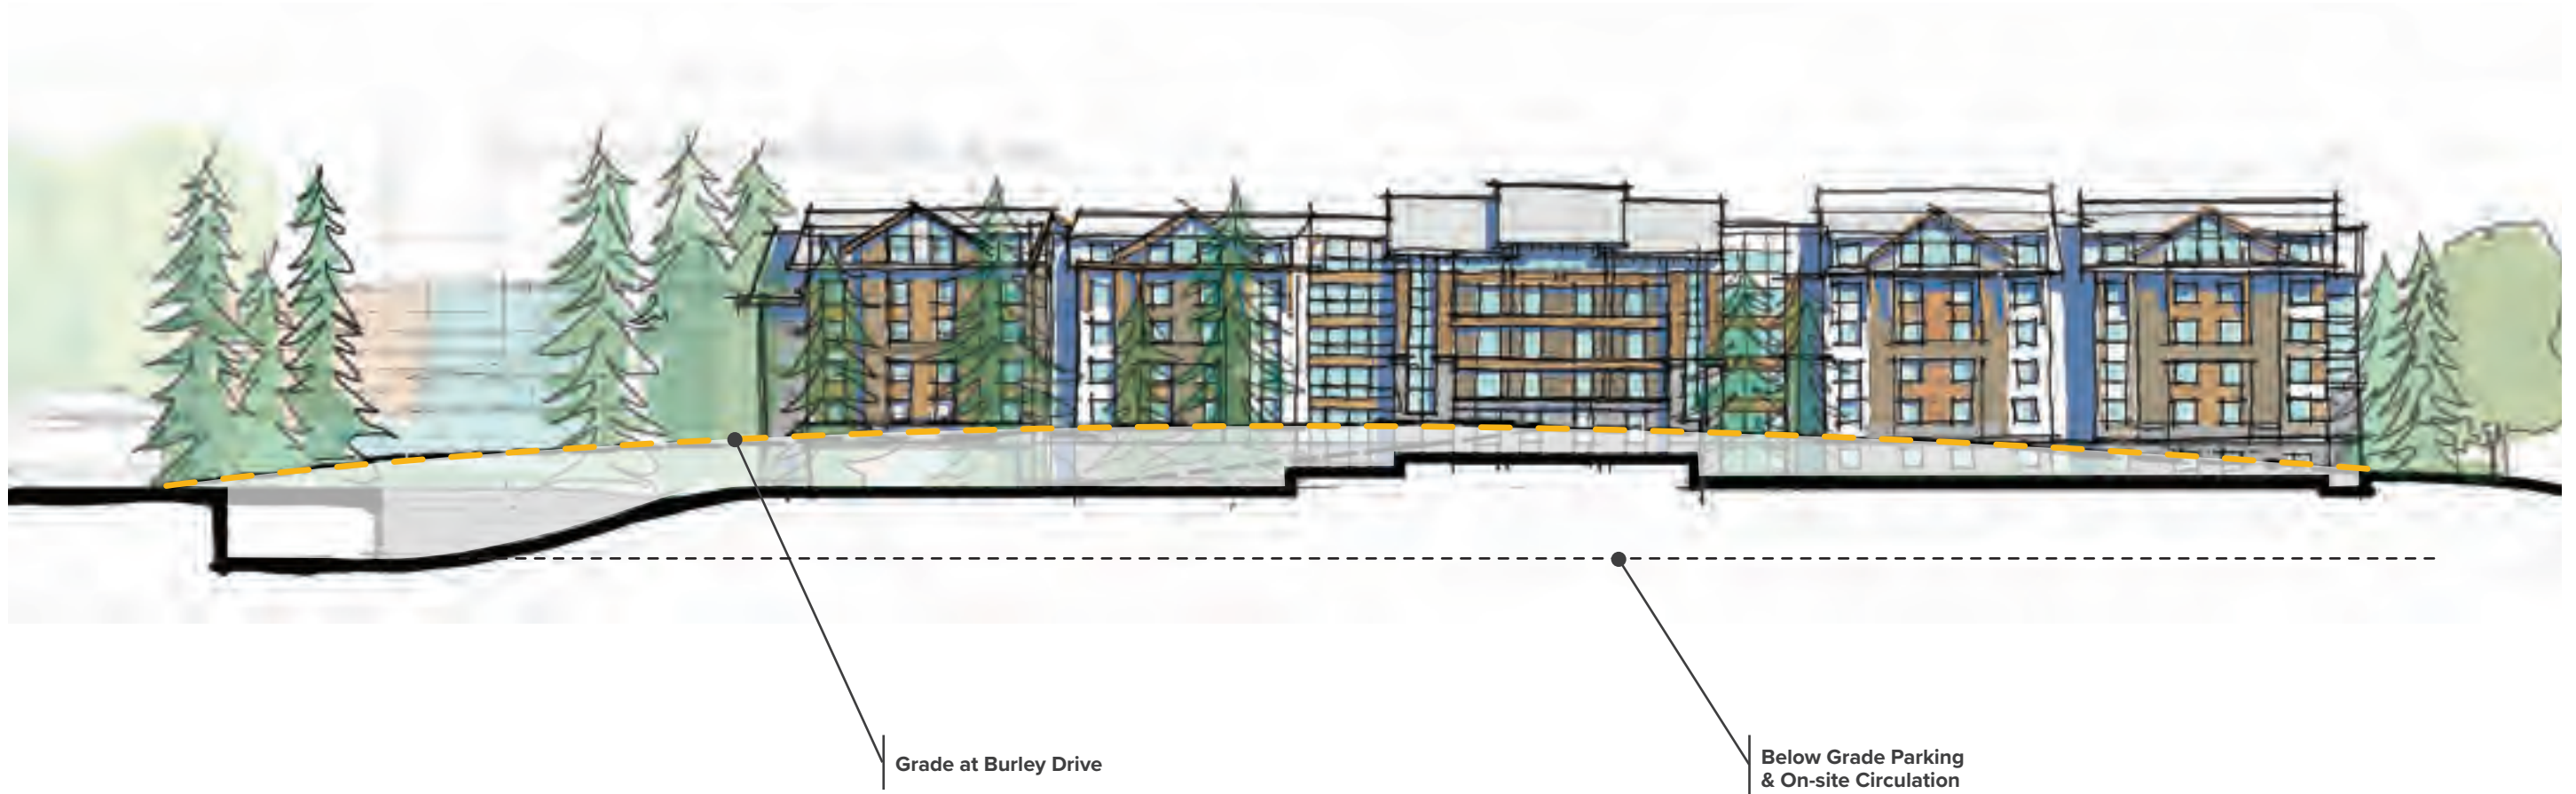 Grade at Burley Drive
Below Grade Parking
& On-site Circulation